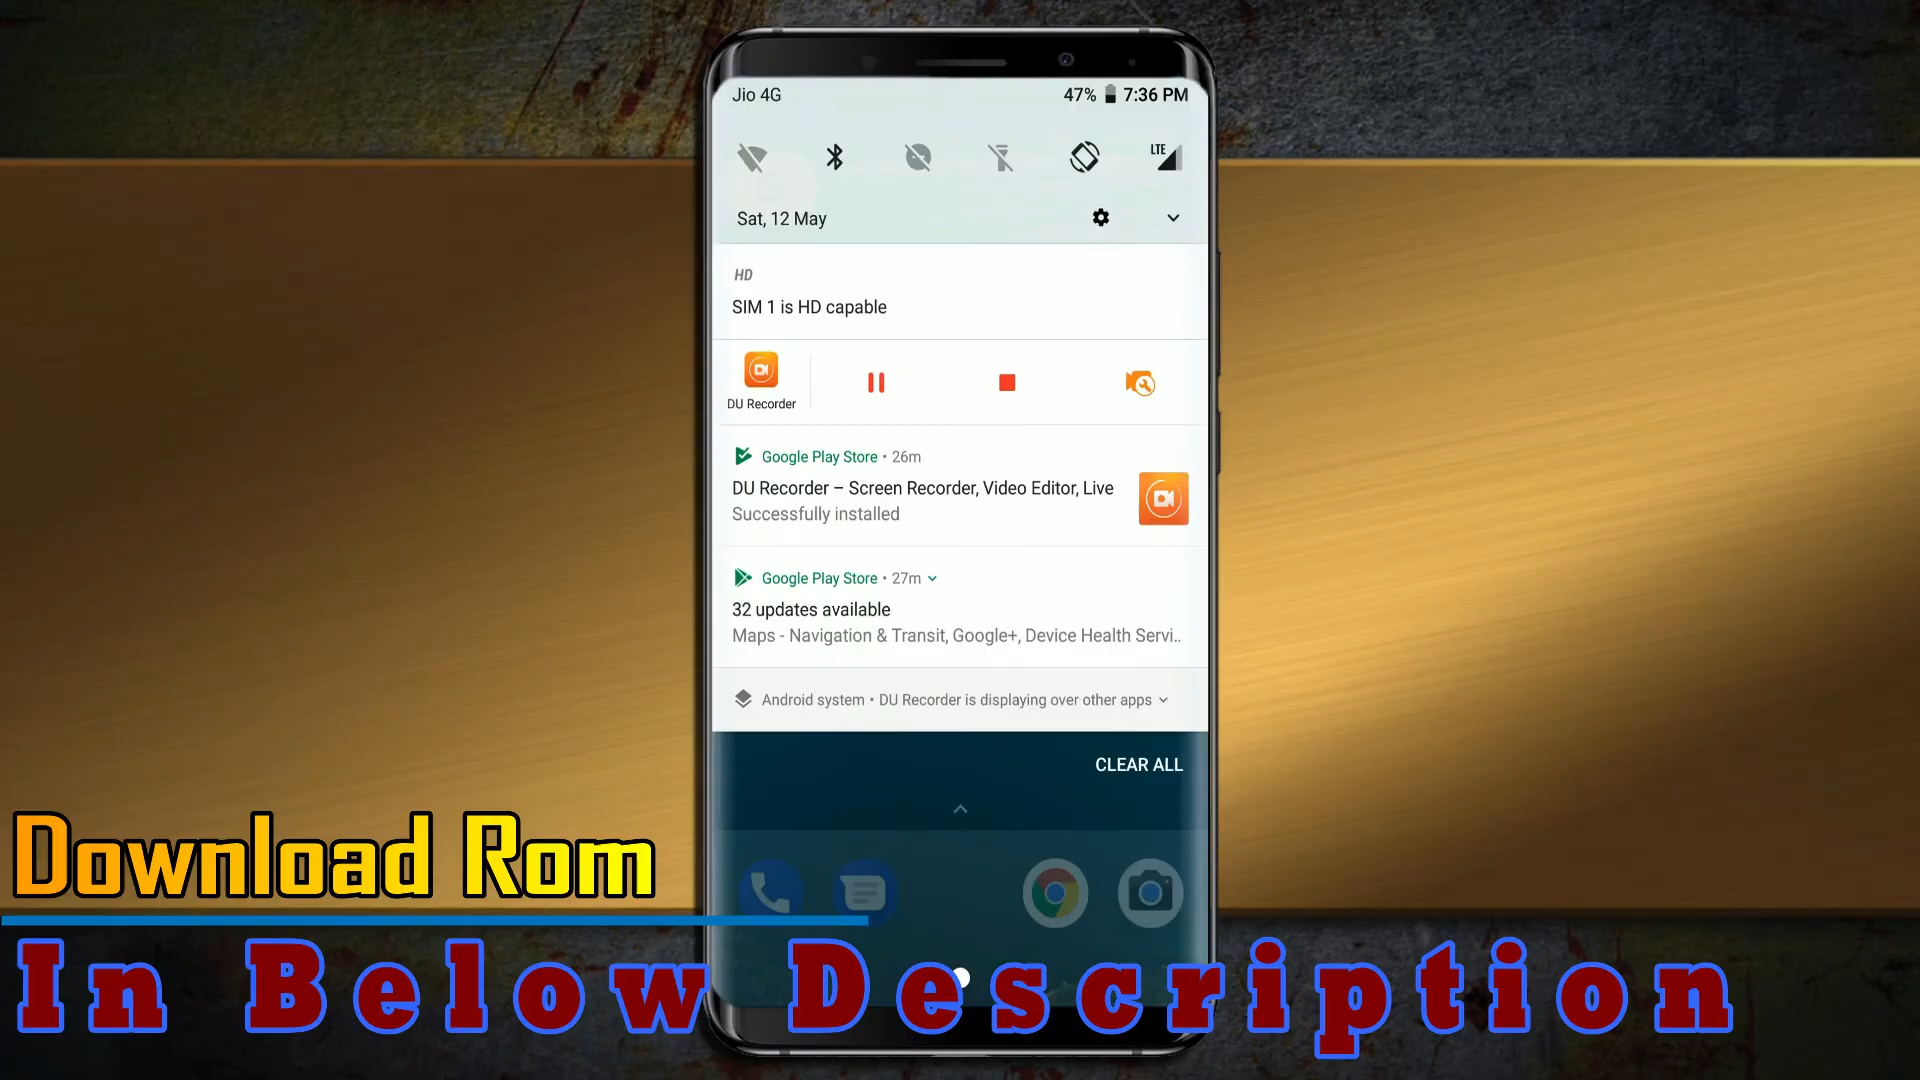 Jio 4G 47% 7:36 PM
LTE
Sat, 12 May
HD
SIM 1 is HD capable
DU Recorder
Google Play Store • 26m
DU Recorder – Screen Recorder, Video Editor, Live
Successfully installed
Google Play Store • 27m
32 updates available
Maps - Navigation & Transit, Google+, Device Health Servi..
Android system • DU Recorder is displaying over other apps
CLEAR ALL
Download Rom
In Below Description